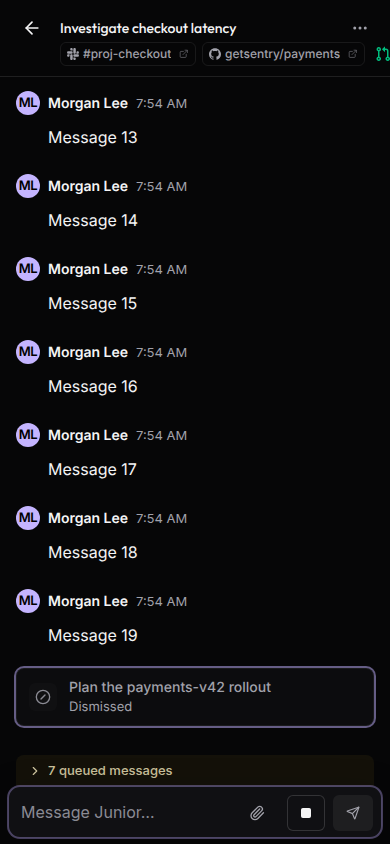 Investigate checkout latency
#proj-checkout getsentry/payments
ML Morgan Lee 7:54 AM
Message 13
ML Morgan Lee 7:54 AM
Message 14
ML Morgan Lee 7:54 AM
Message 15
ML Morgan Lee 7:54 AM
Message 16
ML Morgan Lee 7:54 AM
Message 17
ML Morgan Lee 7:54 AM
Message 18
ML Morgan Lee 7:54 AM
Message 19
Plan the payments-v42 rollout
Dismissed
7 queued messages
Message Junior...